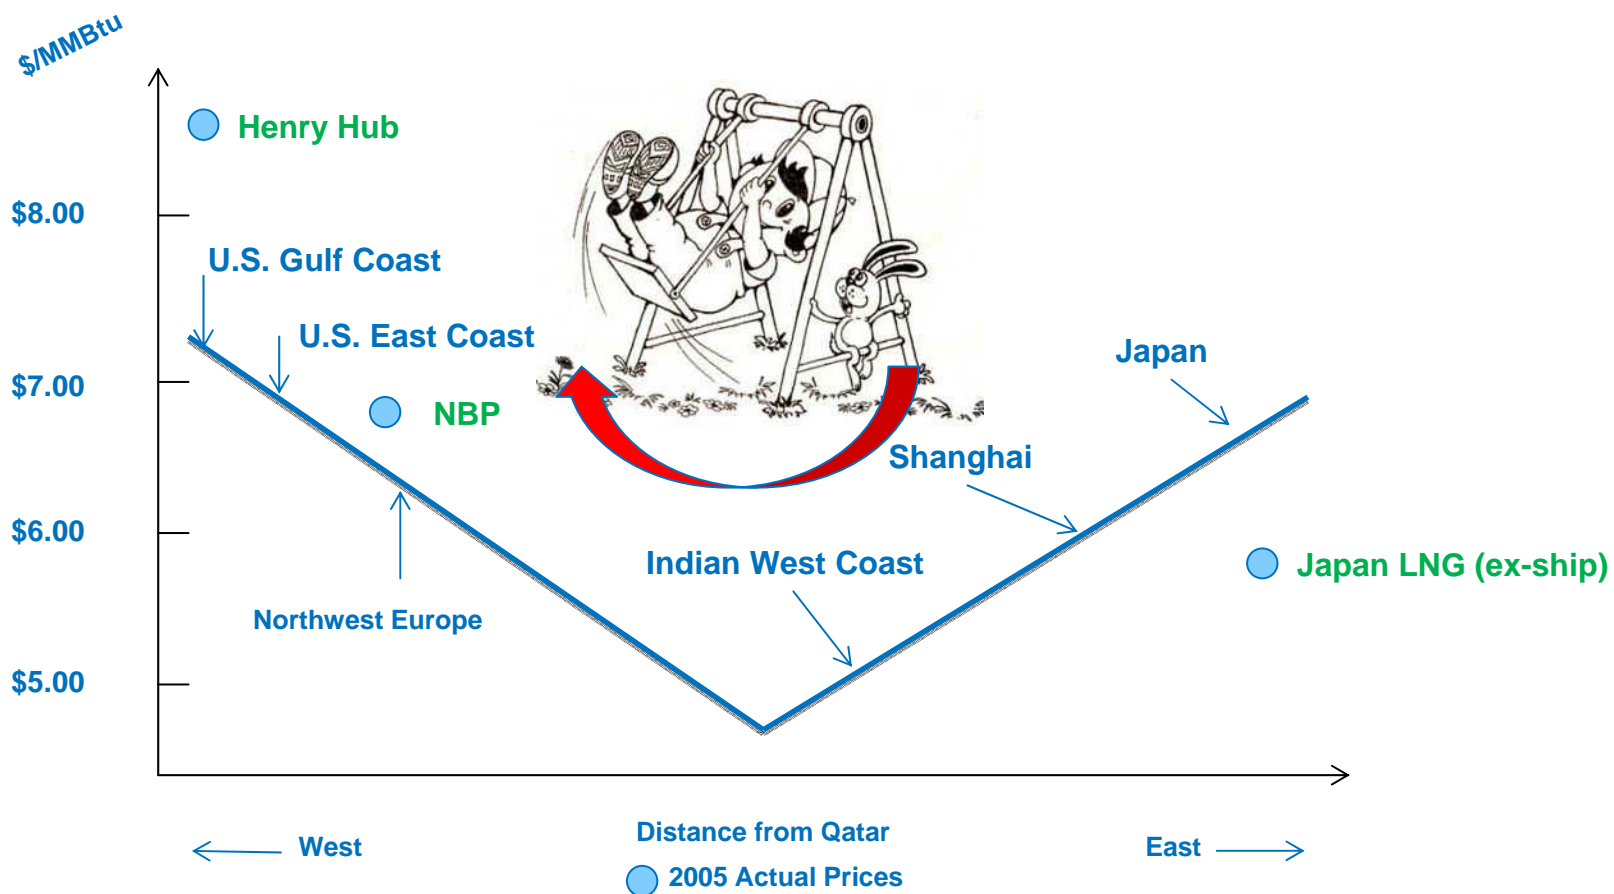 $/MMBtu
Henry Hub
$8.00
U.S. Gulf Coast
U.S. East Coast
Japan
$7.00
NBP
Shanghai
$6.00
Indian West Coast
Japan LNG (ex-ship)
Northwest Europe
$5.00
Distance from Qatar
West
East
2005 Actual Prices